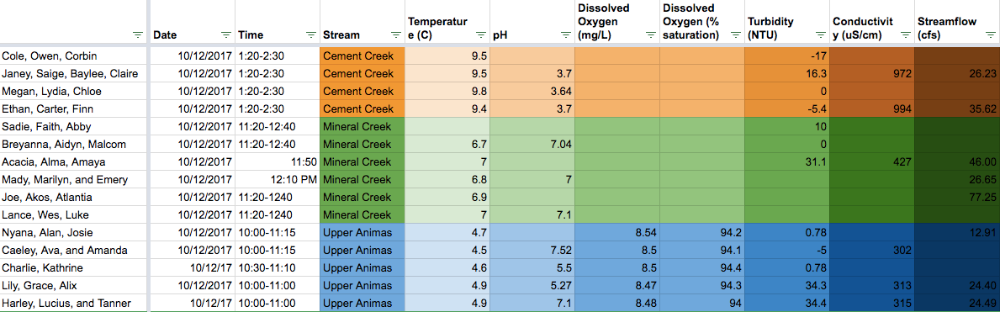 Date Time Stream Temperatur e (C) pH Dissolved Oxygen (mg/L) Dissolved Oxygen (% saturation) Turbidity (NTU) Conductivit y (uS/cm) Streamflow (cfs)
Cole, Owen, Corbin 10/12/2017 1:20-2:30 Cement Creek 9.5 -17
Janey, Saige, Baylee, Claire 10/12/2017 1:20-2:30 Cement Creek 9.5 3.7 16.3 972 26.23
Megan, Lydia, Chloe 10/12/2017 1:20-2:30 Cement Creek 9.8 3.64 0
Ethan, Carter, Finn 10/12/2017 1:20-2:30 Cement Creek 9.4 3.7 -5.4 994 35.62
Sadie, Faith, Abby 10/12/2017 11:20-12:40 Mineral Creek 10
Breyanna, Aidyn, Malcom 10/12/2017 11:20-12:40 Mineral Creek 6.7 7.04 0
Acacia, Alma, Amaya 10/12/2017 11:50 Mineral Creek 7 31.1 427 46.00
Mady, Marilyn, and Emery 10/12/2017 12:10 PM Mineral Creek 6.8 7 26.65
Joe, Akos, Atlantia 10/12/2017 11:20-1240 Mineral Creek 6.9 77.25
Lance, Wes, Luke 10/12/2017 11:20-1240 Mineral Creek 7 7.1
Nyana, Alan, Josie 10/12/2017 10:00-11:15 Upper Animas 4.7 8.54 94.2 0.78 12.91
Caeley, Ava, and Amanda 10/12/2017 10:00-11:15 Upper Animas 4.5 7.52 8.5 94.1 -5 302
Charlie, Kathrine 10/12/17 10:30-11:10 Upper Animas 4.6 5.5 8.5 94.4 0.78
Lily, Grace, Alix 10/12/2017 10:00-11:00 Upper Animas 4.9 5.27 8.47 94.3 34.3 313 24.40
Harley, Lucius, and Tanner 10/12/17 10:00-11:00 Upper Animas 4.9 7.1 8.48 94 34.4 315 24.49